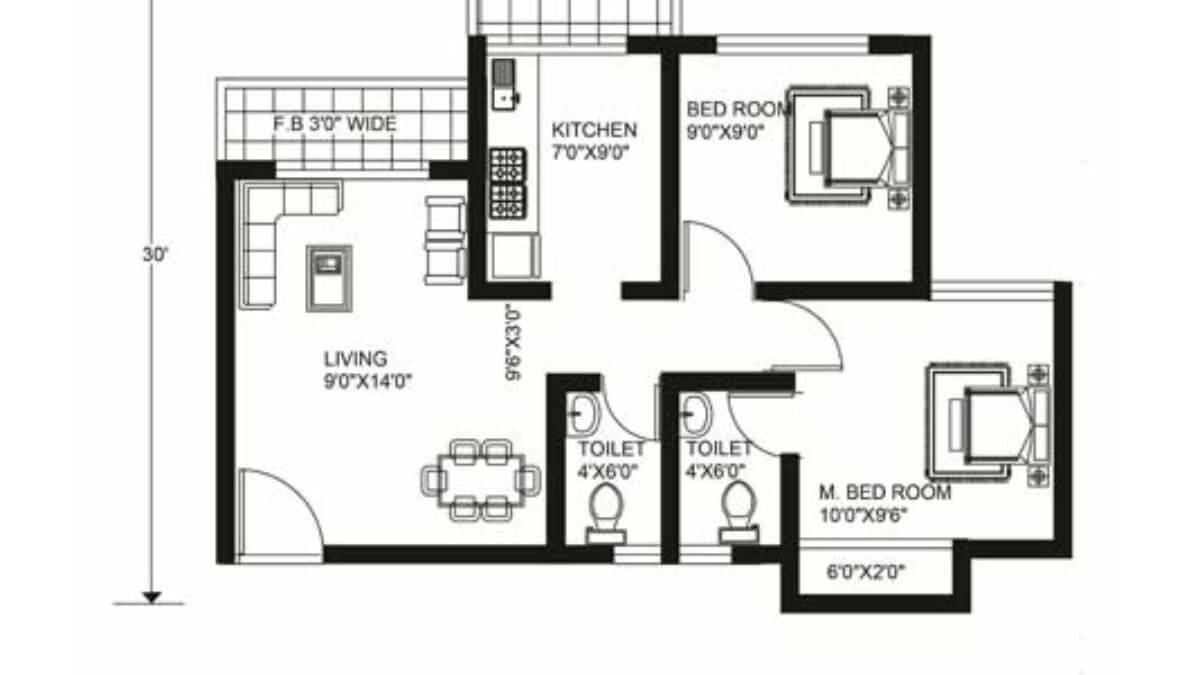 F.B 3'0" WIDE
KITCHEN
7'0"X9'0"
BED ROOM
9'0"X9'0"
30'
LIVING
9'0"X14'0"
9'6"X3'0"
TOILET
4'X6'0"
TOILET
4'X6'0"
M. BED ROOM
10'0"X9'6"
6'0"X2'0"